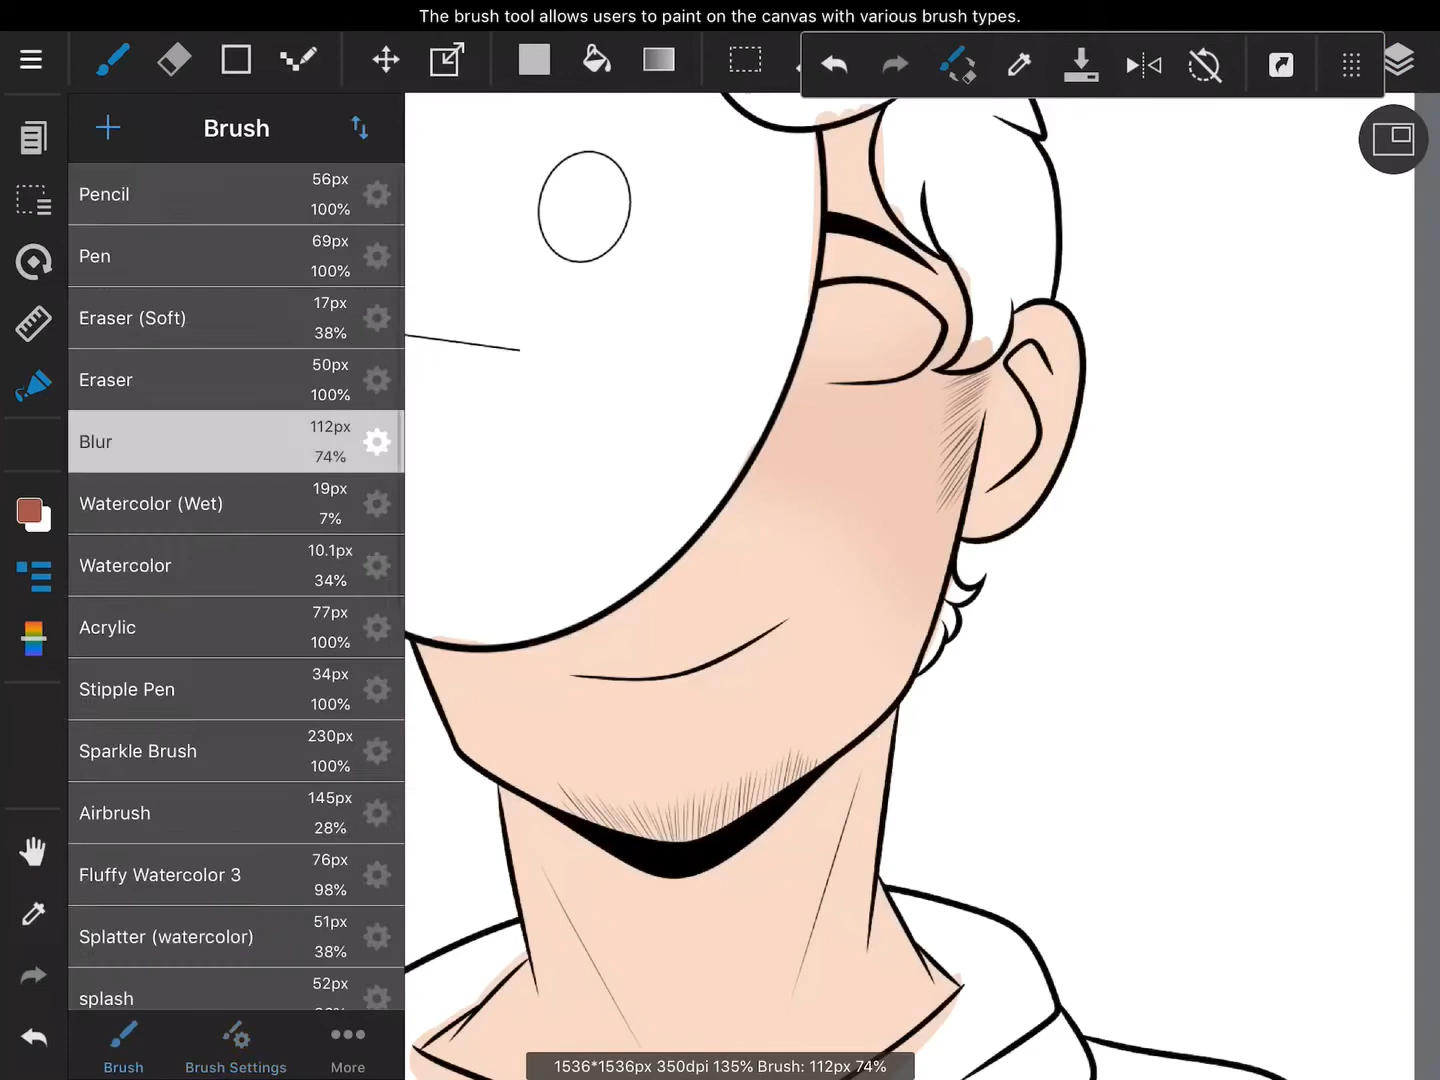 The brush tool allows users to paint on the canvas with various brush types.
Brush
Pencil
56px
100%
Pen
69px
100%
Eraser (Soft)
17px
38%
Eraser
50px
100%
Blur
112px
74%
Watercolor (Wet)
19px
7%
Watercolor
10.1px
34%
Acrylic
77px
100%
Stipple Pen
34px
100%
Sparkle Brush
230px
100%
Airbrush
145px
28%
Fluffy Watercolor 3
76px
98%
Splatter (watercolor)
51px
38%
splash
52px
Brush
Brush Settings
More
1536*1536px 350dpi 135% Brush: 112px 74%